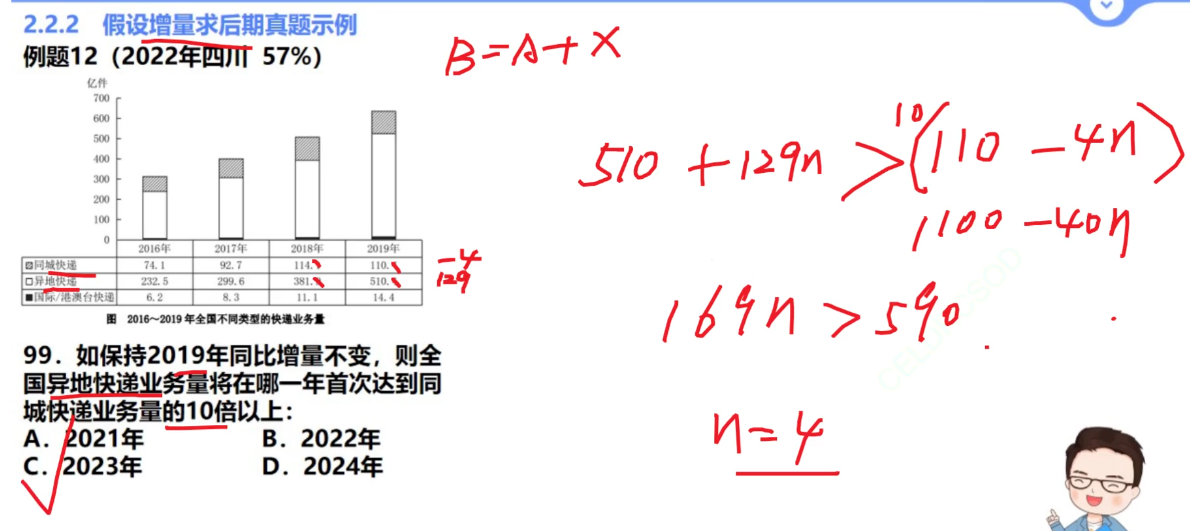 2.2.2 假设增量求后期真题示例
例题12（2022年四川 57%）
B=A+X
亿件
700
600
500
400
300
200
100
0
2016年 2017年 2018年 2019年
同城快递 74.1 92.7 114. 110.
异地快递 232.5 299.6 381. 510.
国际/港澳台快递 6.2 8.3 11.1 14.4
-4
129
图 2016～2019年全国不同类型的快递业务量
99．如保持2019年同比增量不变，则全
国异地快递业务量将在哪一年首次达到同
城快递业务量的10倍以上：
A．2021年 B．2022年
C．2023年 D．2024年
510+129n>10(110-4n)
1100-40n
169n>590
n=4